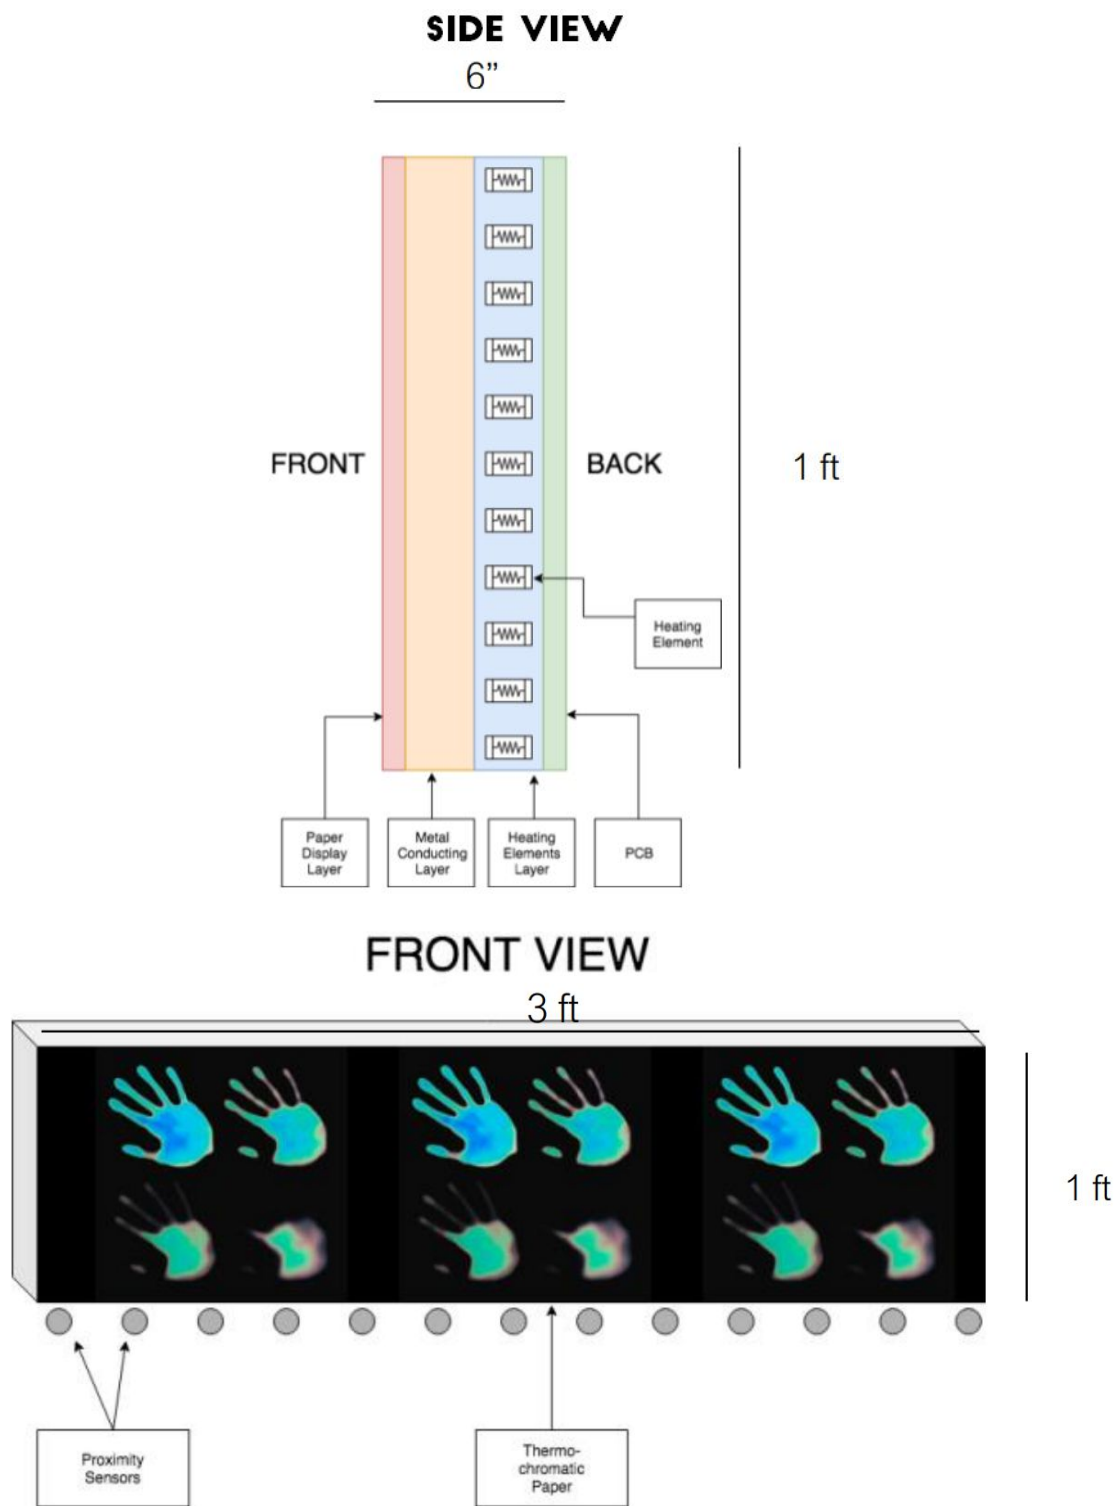 SIDE VIEW
6”
FRONT
BACK
1 ft
Heating
Element
Paper
Display
Layer
Metal
Conducting
Layer
Heating
Elements
Layer
PCB
FRONT VIEW
3 ft
1 ft
Proximity
Sensors
Thermo-
chromatic
Paper